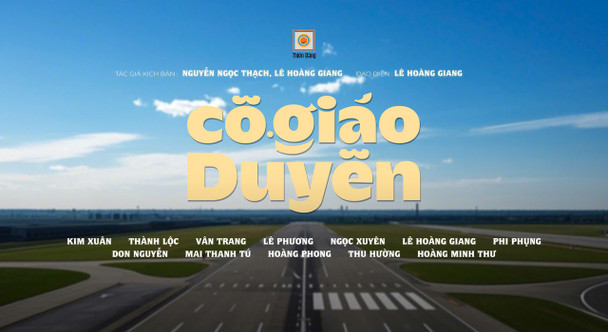 Thiên Đăng
TÁC GIẢ KỊCH BẢN : NGUYỄN NGỌC THẠCH, LÊ HOÀNG GIANG ĐẠO DIỄN : LÊ HOÀNG GIANG
cô giáo
Duyên
KIM XUÂN THÀNH LỘC VÂN TRANG LÊ PHƯƠNG NGỌC XUYÊN LÊ HOÀNG GIANG PHI PHỤNG
DON NGUYỄN MAI THANH TÚ HOÀNG PHONG THU HƯỜNG HOÀNG MINH THƯ